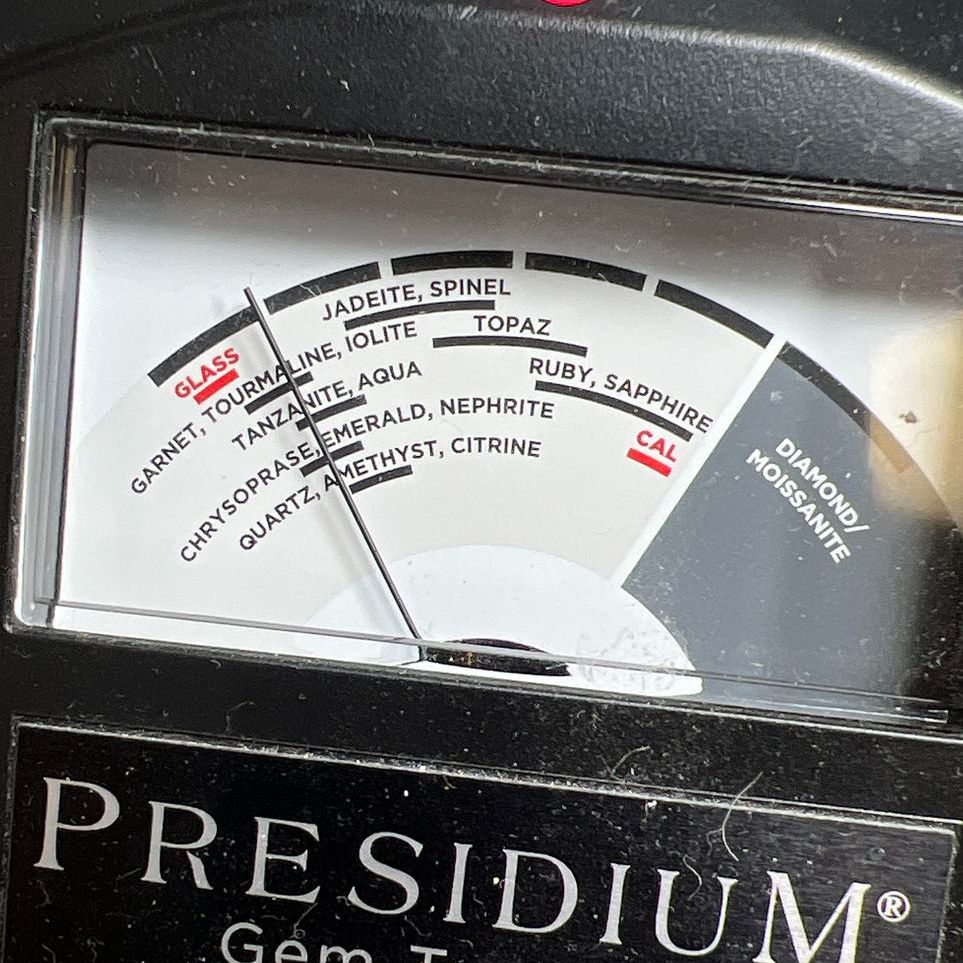 JADEITE, SPINEL
TOPAZ
RUBY, SAPPHIRE
GLASS
GARNET, TOURMALINE, IOLITE
TANZANITE, AQUA
CAL
CHRYSOPRASE, EMERALD, NEPHRITE
QUARTZ, AMETHYST, CITRINE
DIAMOND/
MOISSANITE
PRESIDIUM®
Gem